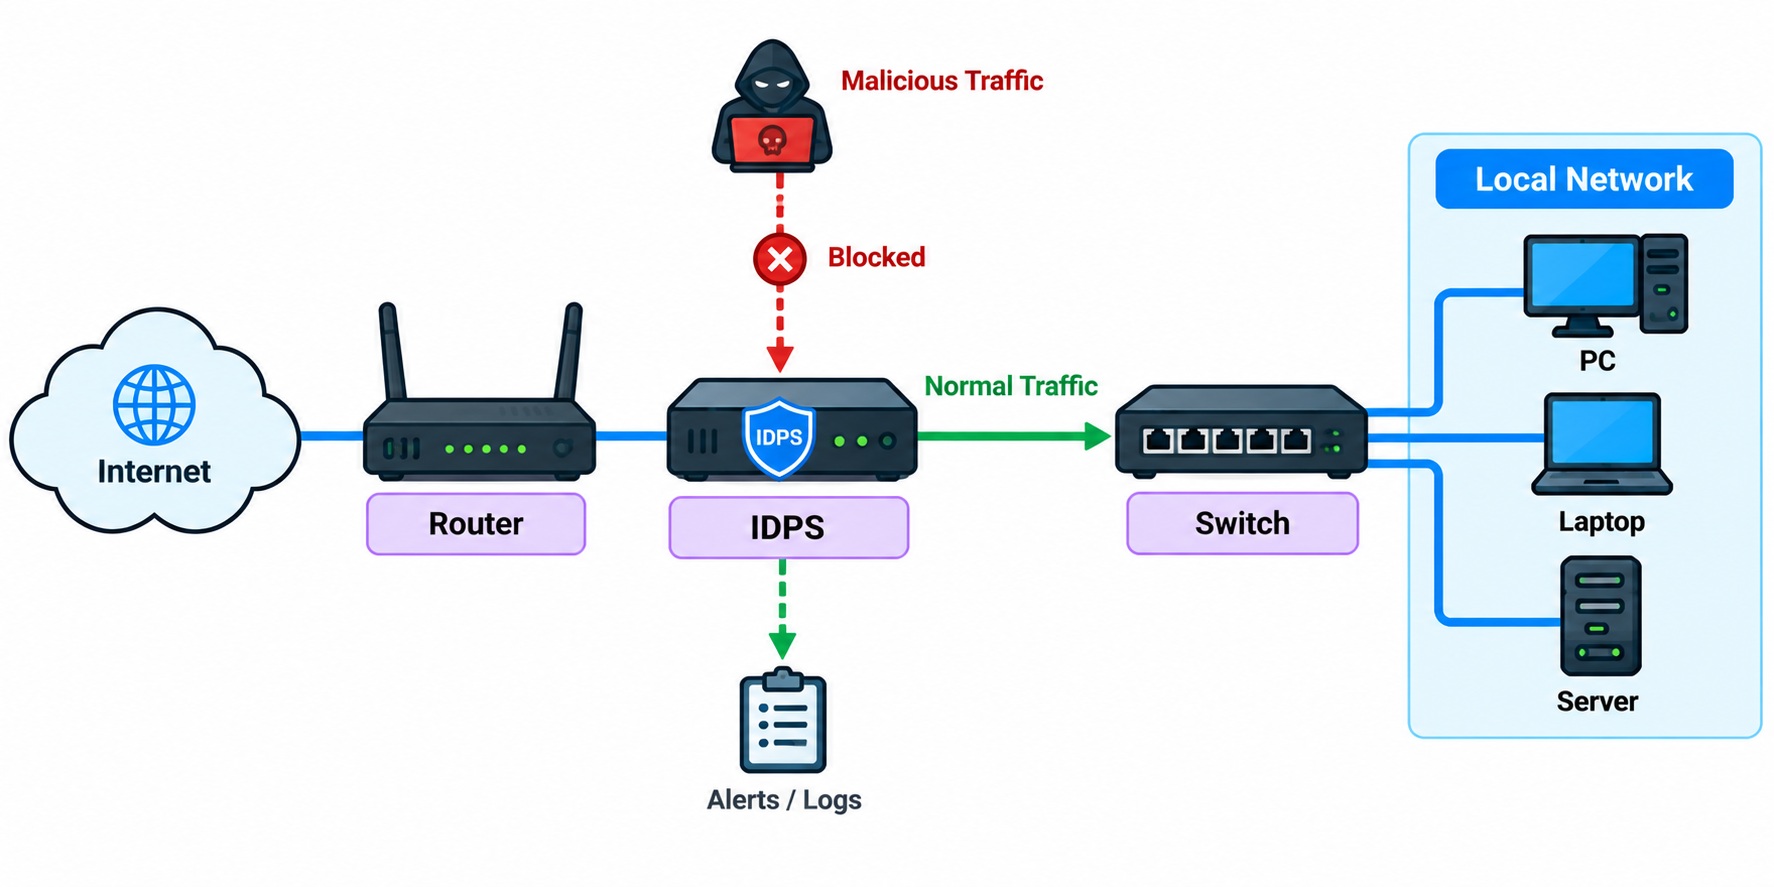 Malicious Traffic
Blocked
Local Network
PC
Internet
Router
IDPS
IDPS
Normal Traffic
Switch
Laptop
Server
Alerts / Logs